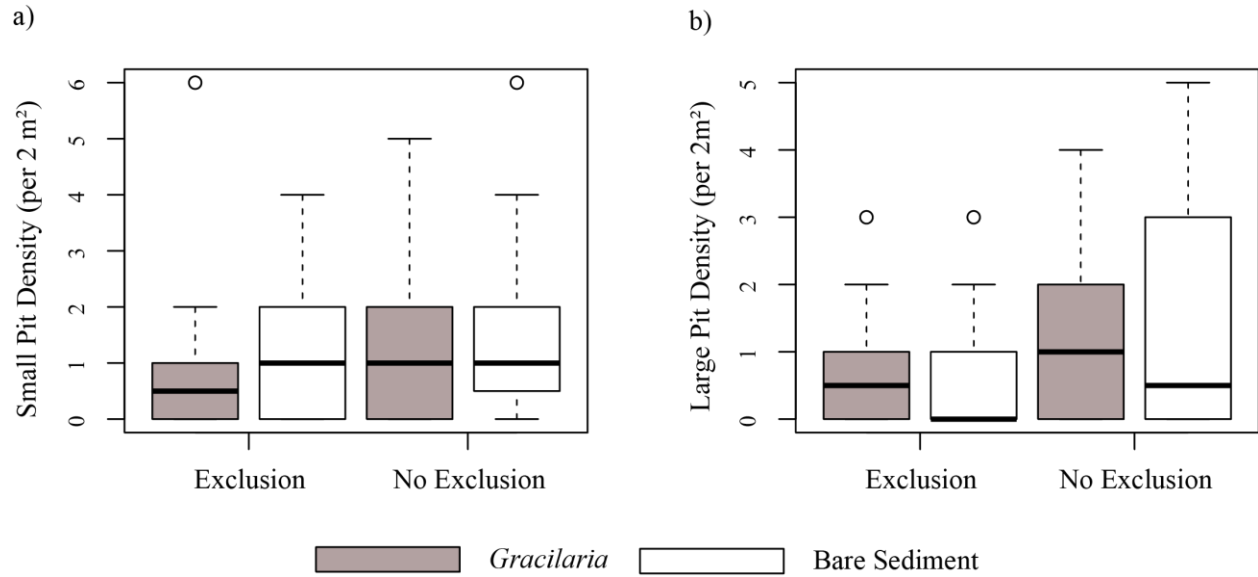 a)
Small Pit Density (per 2 m²)
6
5
4
3
2
1
0
Exclusion
No Exclusion
b)
Large Pit Density (per 2m²)
5
4
3
2
1
0
Exclusion
No Exclusion
Gracilaria
Bare Sediment